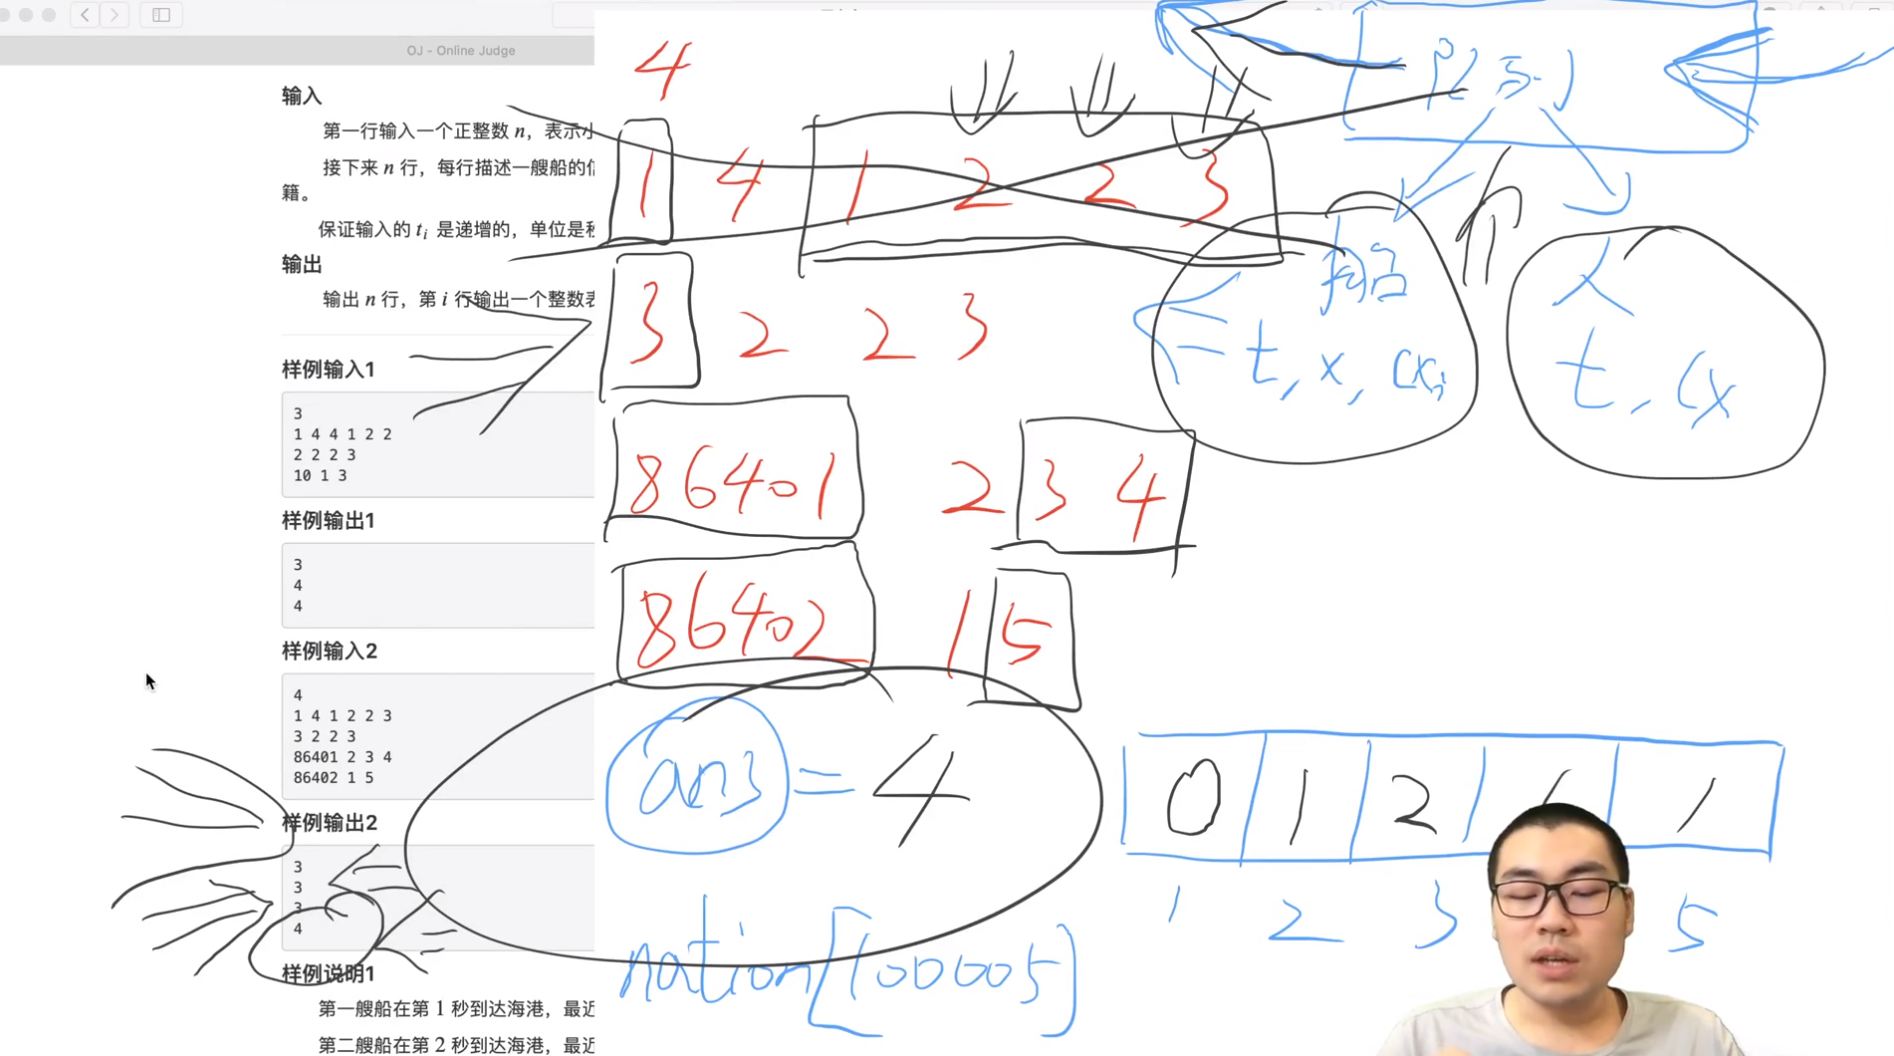 OJ - Online Judge
输入
第一行输入一个正整数 n，表示小
接下来 n 行，每行描述一艘船的信
籍。
保证输入的 tᵢ 是递增的，单位是秒
输出
输出 n 行，第 i 行输出一个整数表
样例输入1
3
1 4 4 1 2 2
2 2 2 3
10 1 3
样例输出1
3
4
4
样例输入2
4
1 4 1 2 2 3
3 2 2 3
86401 2 3 4
86402 1 5
样例输出2
3
3
3
4
样例说明1
第一艘船在第 1 秒到达海港，最近
第二艘船在第 2 秒到达海港，最近
4
1 4 1 2 2 3
3 2 2 3
86401 2 3 4
86402 1 5
ans = 4
nation[100005]
人
t, x, cxᵢ
t, cx
0 1 2 1
1 2 3 5